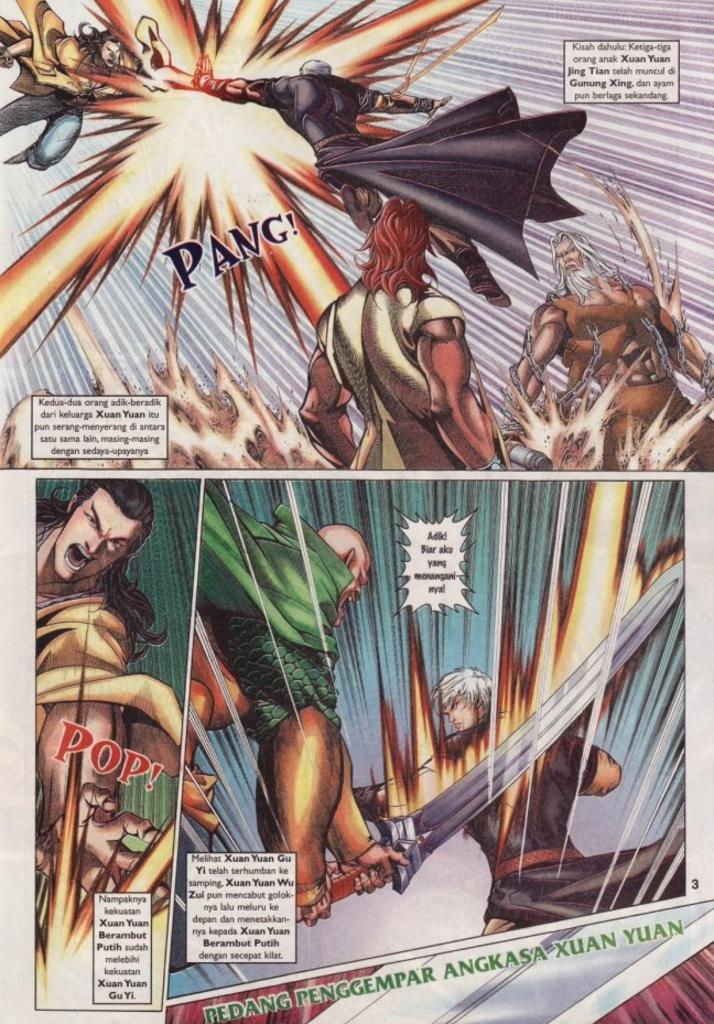 Kisah dahulu: Ketiga-tiga
orang anak Xuan Yuan
Jing Tian telah muncul di
Gunung Xing, dan ayam
pun berlaga sekandang.
PANG!
Kedua-dua orang adik-beradik
dari keluarga Xuan Yuan itu
pun serang-menyerang di antara
satu sama lain, masing-masing
dengan sedaya-upayanya
Adik!
Biar aku
yang
menangani-
nya!
POP!
Melihat Xuan Yuan Gu
Yi telah terhumban ke
samping, Xuan Yuan Wu
Zui pun mencabut golok-
nya lalu meluru ke
depan dan menetakkan-
nya kepada Xuan Yuan
Berambut Putih
dengan secepat kilat.
Nampaknya
kekuatan
Xuan Yuan
Berambut
Putih sudah
melebihi
kekuatan
Xuan Yuan
Gu Yi.
3
PEDANG PENGGEMPAR ANGKASA XUAN YUAN